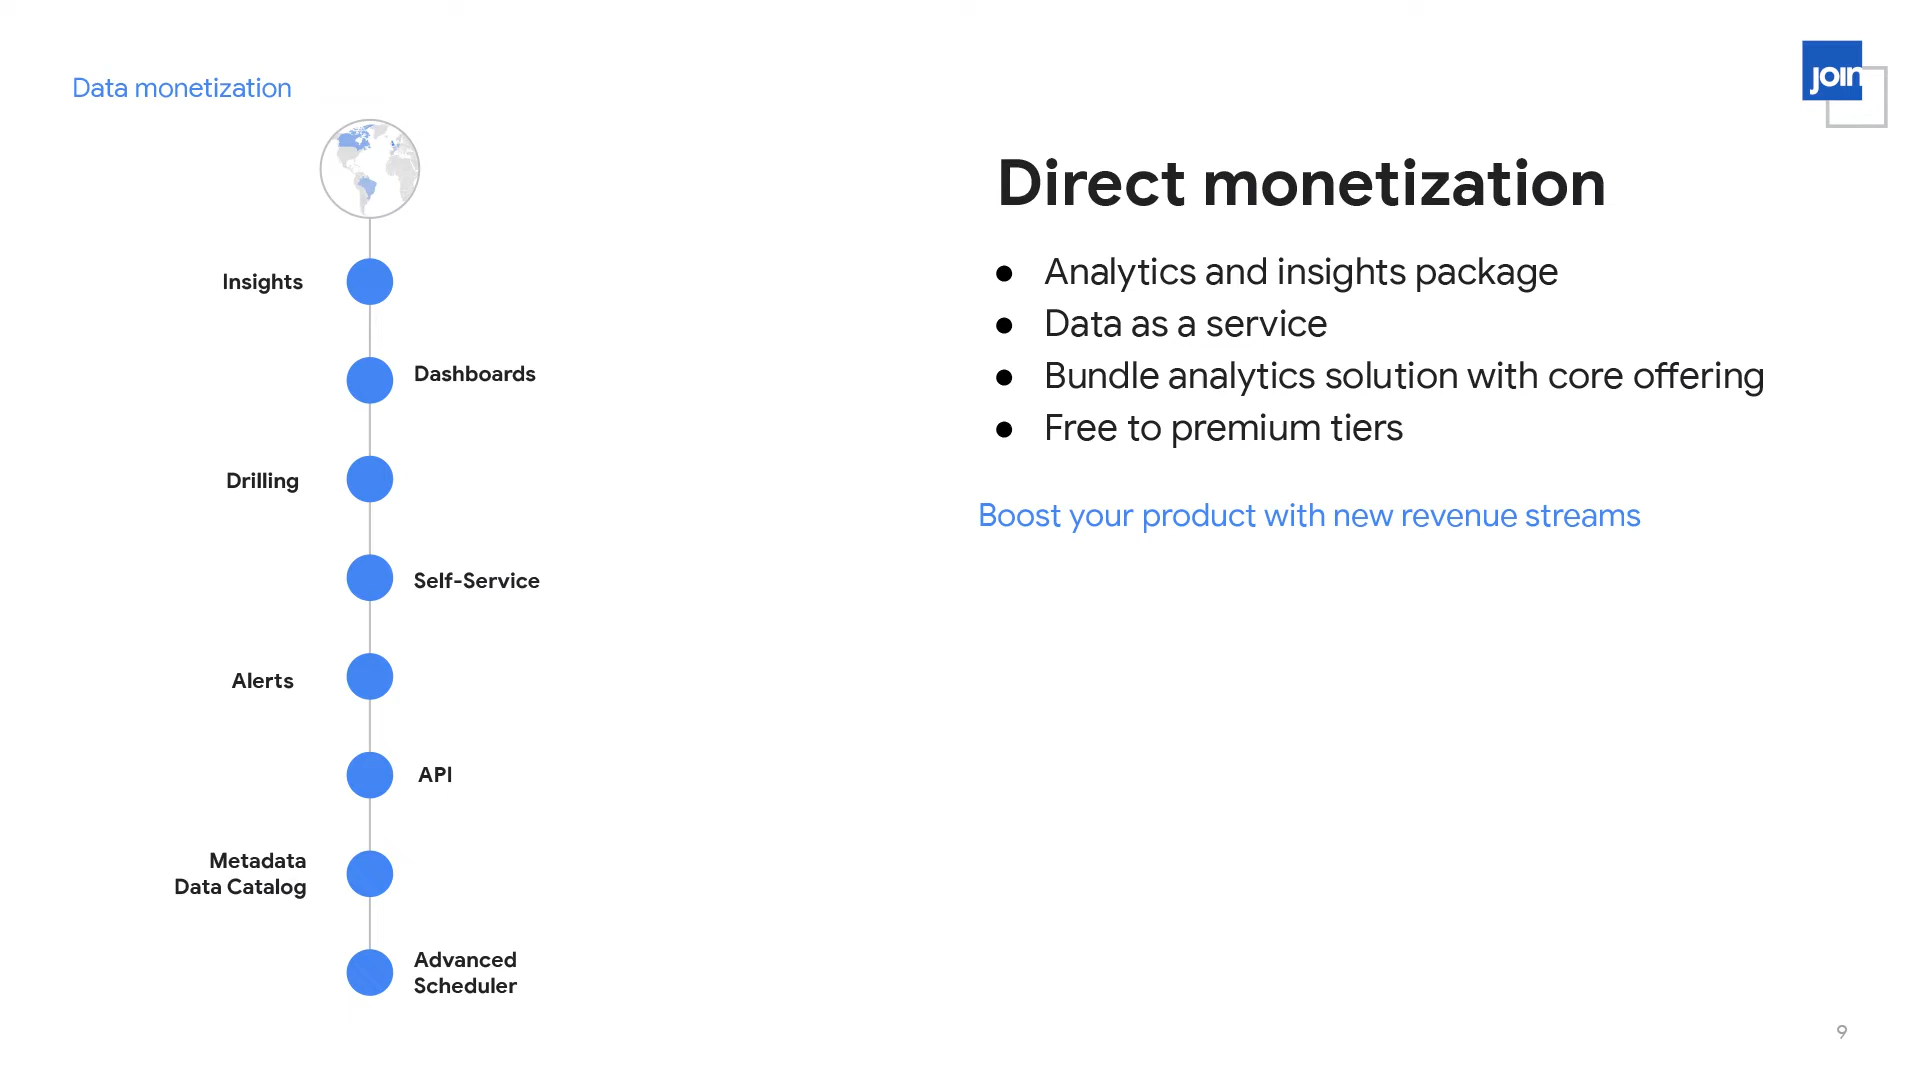 Data monetization
join
Insights
Dashboards
Drilling
Self-Service
Alerts
API
Metadata
Data Catalog
Advanced
Scheduler
Direct monetization
● Analytics and insights package
● Data as a service
● Bundle analytics solution with core offering
● Free to premium tiers
Boost your product with new revenue streams
9